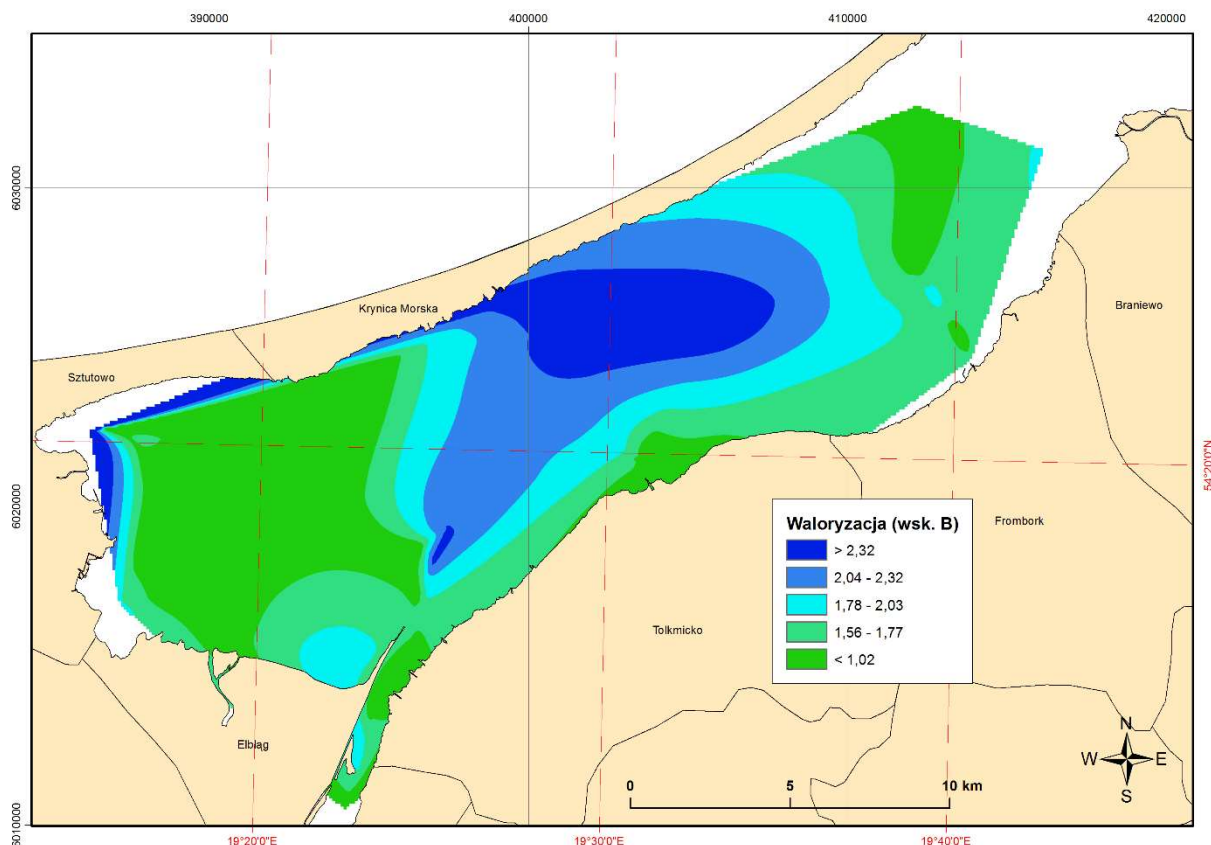 390000
400000
410000
420000
6030000
Krynica Morska
Braniewo
Sztutowo
54°20'0"N
6020000
Waloryzacja (wsk. B)
> 2,32
2,04 - 2,32
1,78 - 2,03
1,56 - 1,77
< 1,02
Frombork
Tolkmicko
Elbląg
N
W E
S
0 5 10 km
6010000
19°20'0"E
19°30'0"E
19°40'0"E